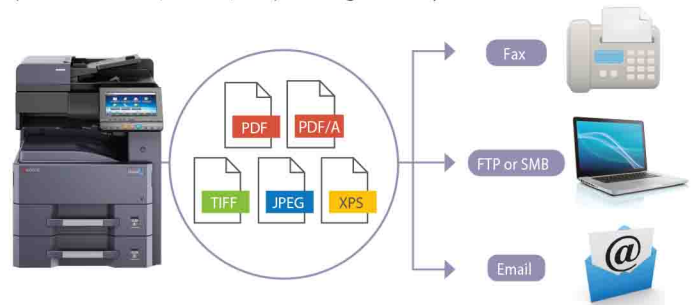 Fax
PDF
PDF/A
FTP or SMB
TIFF
JPEG
XPS
@
Email